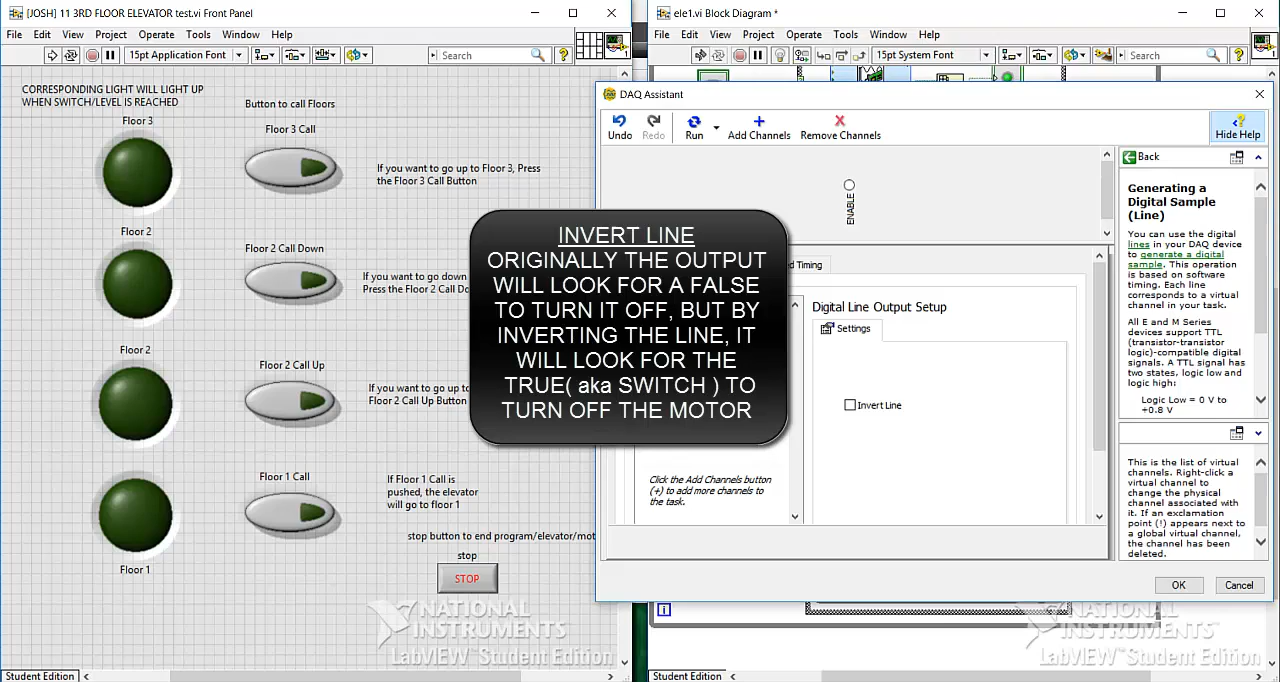 [JOSH] 11 3RD FLOOR ELEVATOR test.vi Front Panel
File Edit View Project Operate Tools Window Help
15pt Application Font
Search
CORRESPONDING LIGHT WILL LIGHT UP
WHEN SWITCH/LEVEL IS REACHED
Button to call Floors
Floor 3
Floor 3 Call
If you want to go up to Floor 3, Press
the Floor 3 Call Button
Floor 2
Floor 2 Call Down
If you want to go down
Press the Floor 2 Call Do
Floor 2
Floor 2 Call Up
If you want to go up to
Floor 2 Call Up Button
Floor 1 Call
If Floor 1 Call is
pushed, the elevator
will go to floor 1
Floor 1
stop button to end program/elevator/mot
stop
STOP
NATIONAL
INSTRUMENTS
LabVIEW™ Student Edition
Student Edition
INVERT LINE
ORIGINALLY THE OUTPUT
WILL LOOK FOR A FALSE
TO TURN IT OFF, BUT BY
INVERTING THE LINE, IT
WILL LOOK FOR THE
TRUE( aka SWITCH ) TO
TURN OFF THE MOTOR
ele1.vi Block Diagram *
File Edit View Project Operate Tools Window Help
15pt System Font
Search
DAQ Assistant
Undo Redo Run Add Channels Remove Channels
Hide Help
ENABLE
d Timing
Digital Line Output Setup
Settings
Invert Line
Click the Add Channels button
(+) to add more channels to
the task.
Back
Generating a
Digital Sample
(Line)
You can use the digital
lines in your DAQ device
to generate a digital
sample. This operation
is based on software
timing. Each line
corresponds to a virtual
channel in your task.
All E and M Series
devices support TTL
(transistor-transistor
logic)-compatible digital
signals. A TTL signal has
two states, logic low and
logic high:
Logic Low = 0 V to
+0.8 V
This is the list of virtual
channels. Right-click a
virtual channel to
change the physical
channel associated with
it. If an exclamation
point (!) appears next to
a global virtual channel,
the channel has been
deleted.
OK Cancel
NATIONAL
INSTRUMENTS
LabVIEW™ Student Edition
Student Edition